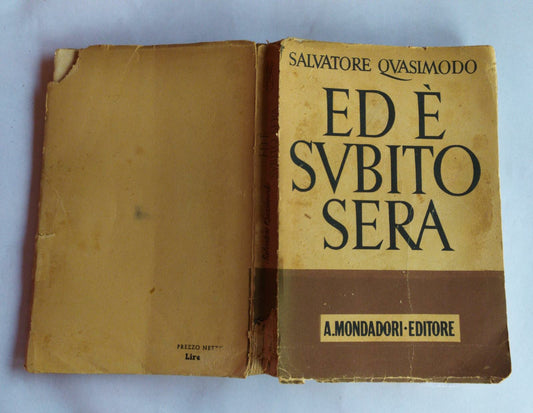 SALVATORE QVASIMODO
ED È
SVBITO
SERA
A.MONDADORI·EDITORE
PREZZO NETTO
Lire